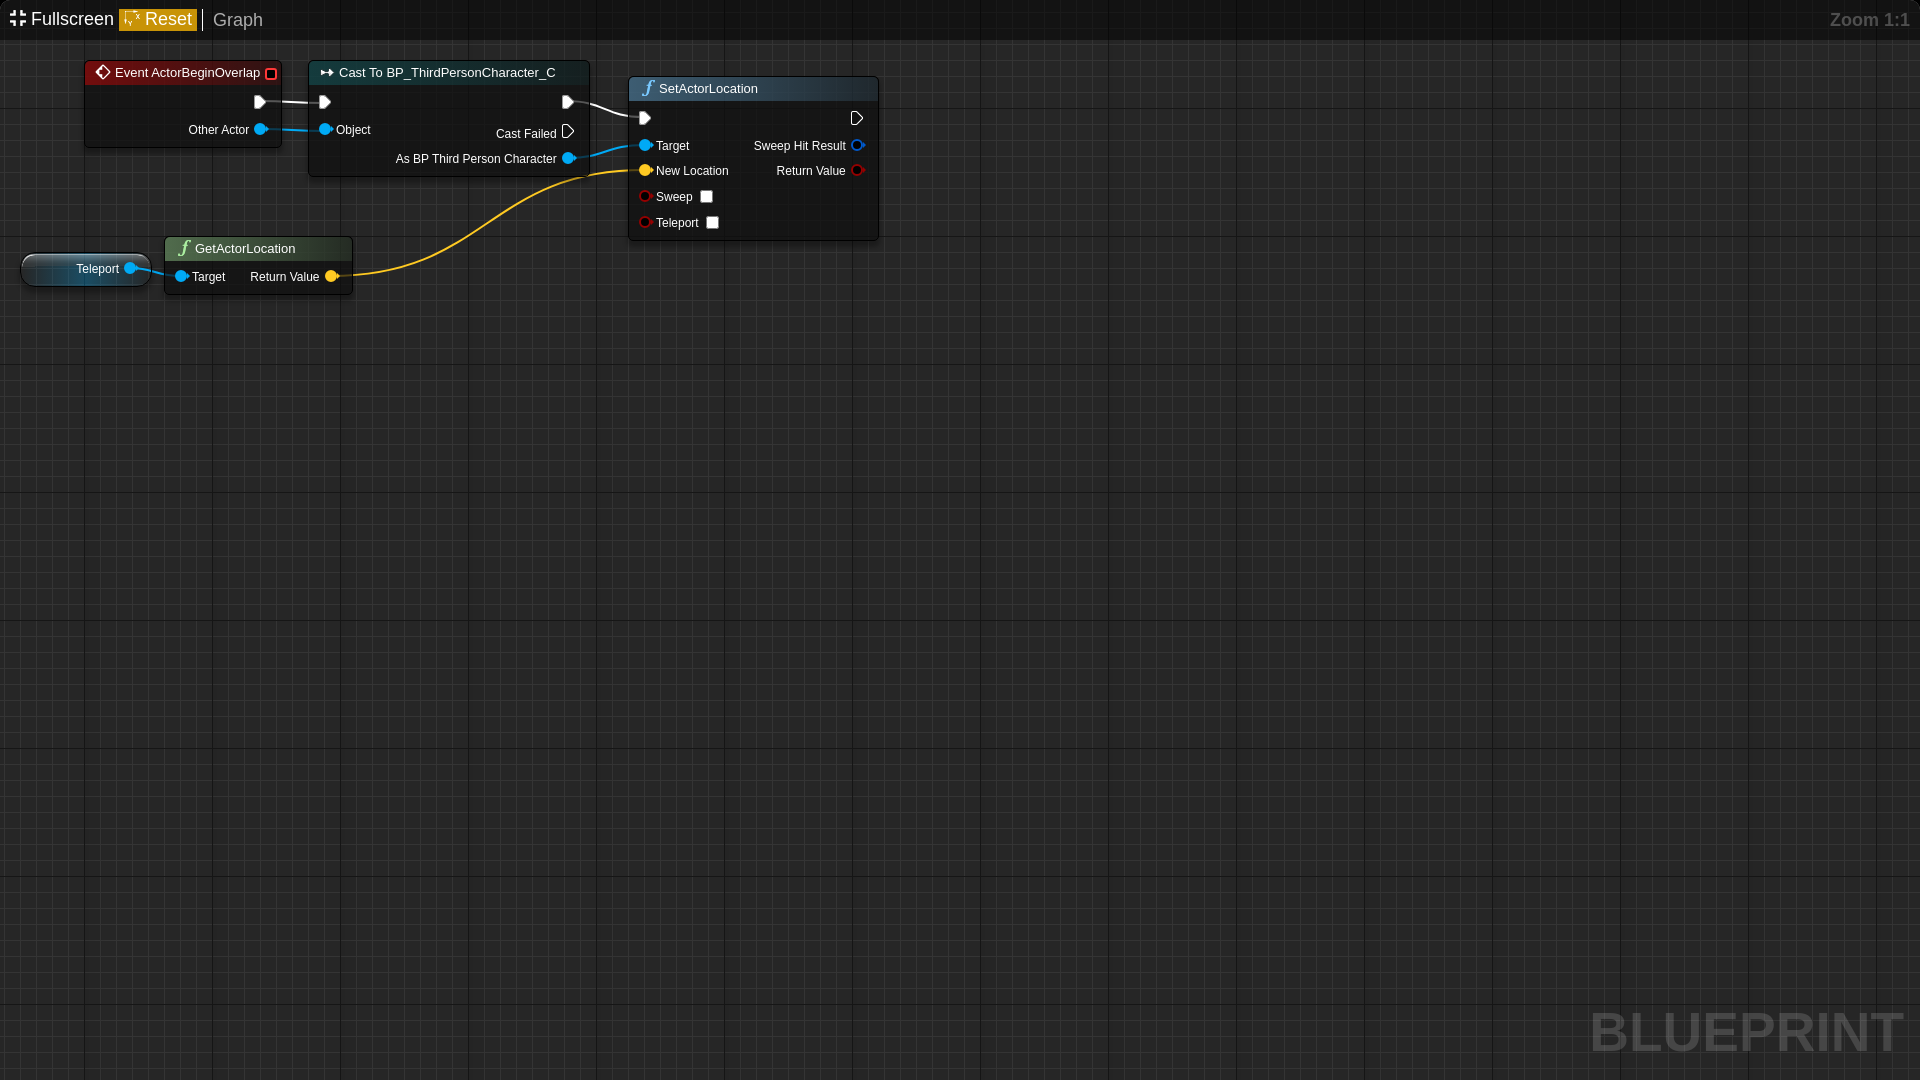 Fullscreen Reset Graph Zoom 1:1
Event ActorBeginOverlap
Other Actor
Cast To BP_ThirdPersonCharacter_C
Object
Cast Failed
As BP Third Person Character
SetActorLocation
Target Sweep Hit Result
New Location Return Value
Sweep
Teleport
Teleport
GetActorLocation
Target Return Value
BLUEPRINT